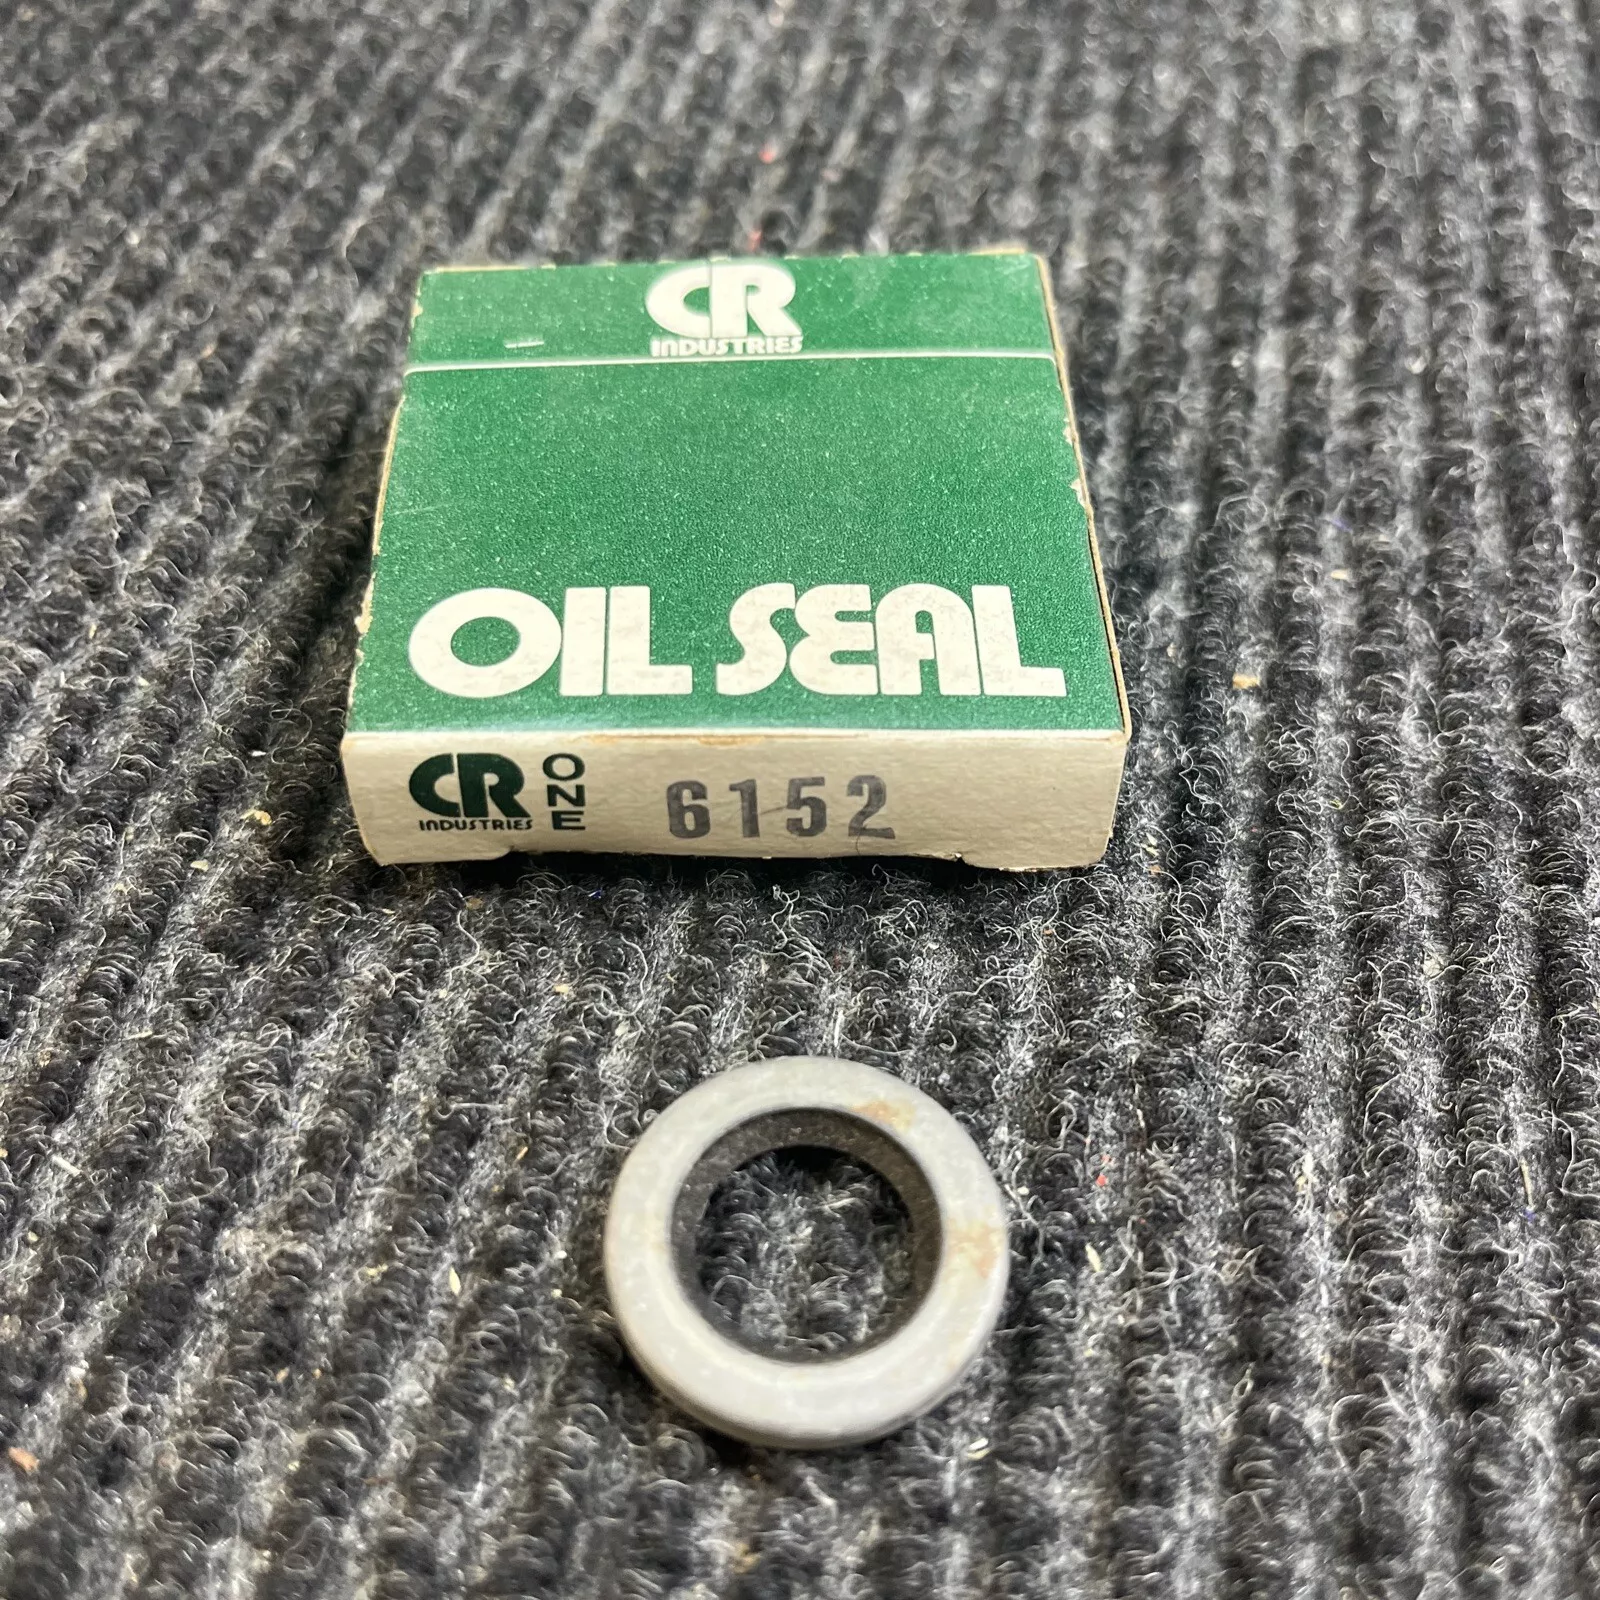 CR
INDUSTRIES
OIL SEAL
CR
INDUSTRIES
ONE
6152